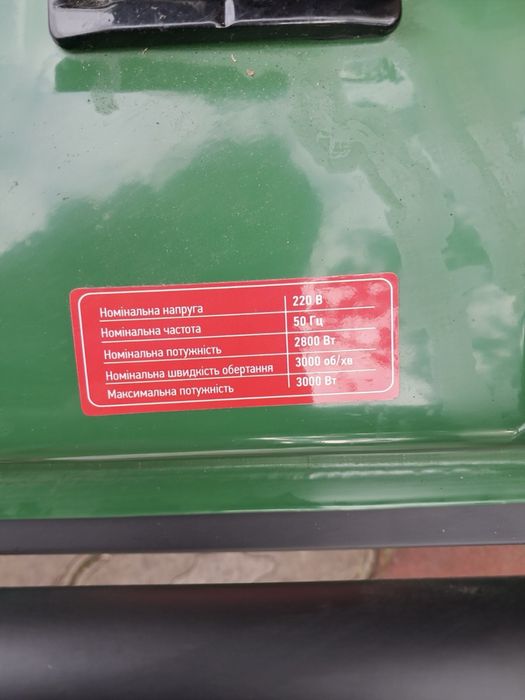 Номінальна напруга 220 В
Номінальна частота 50 Гц
Номінальна потужність 2800 Вт
Номінальна швидкість обертання 3000 об/хв
Максимальна потужність 3000 Вт